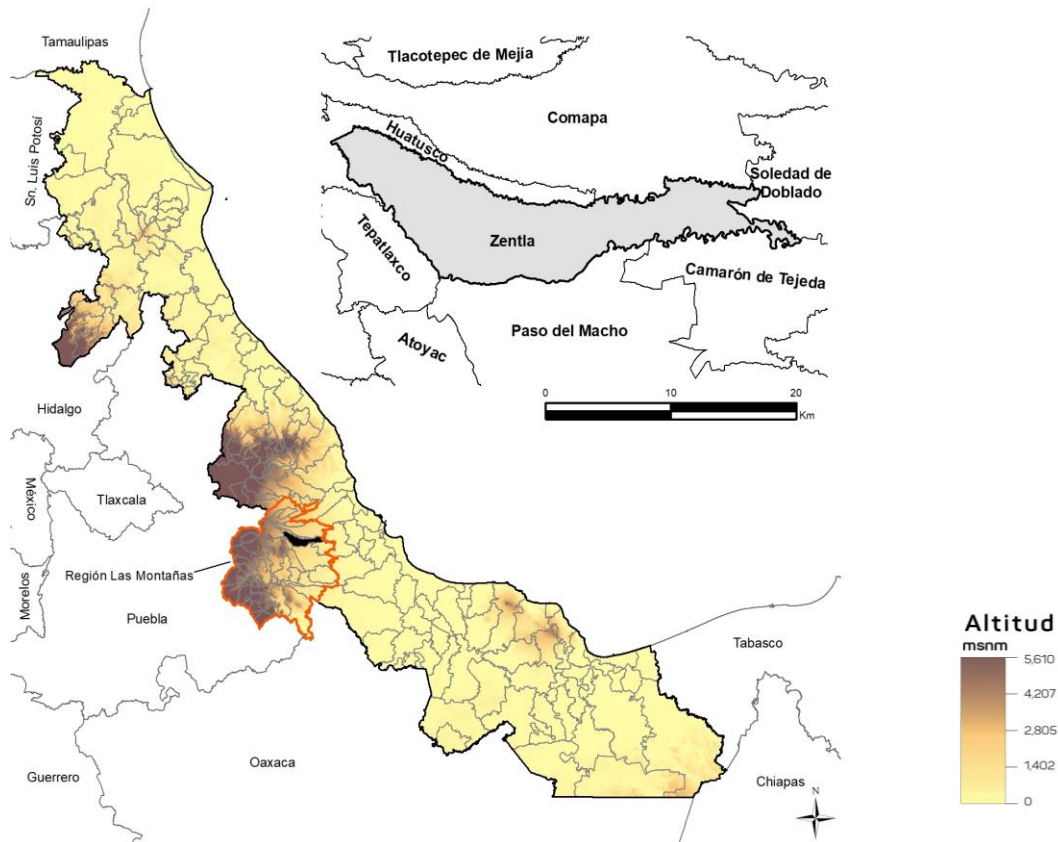 Tamaulipas
Sn. Luis Potosí
Hidalgo
México
Tlaxcala
Morelos
Región Las Montañas
Puebla
Guerrero
Oaxaca
Tabasco
Chiapas
Tlacotepec de Mejía
Comapa
Huatusco
Soledad de
Doblado
Zentla
Tepatlaxco
Camarón de Tejeda
Paso del Macho
Atoyac
0 10 20
Km
N
Altitud
msnm
5,610
4,207
2,805
1402
0